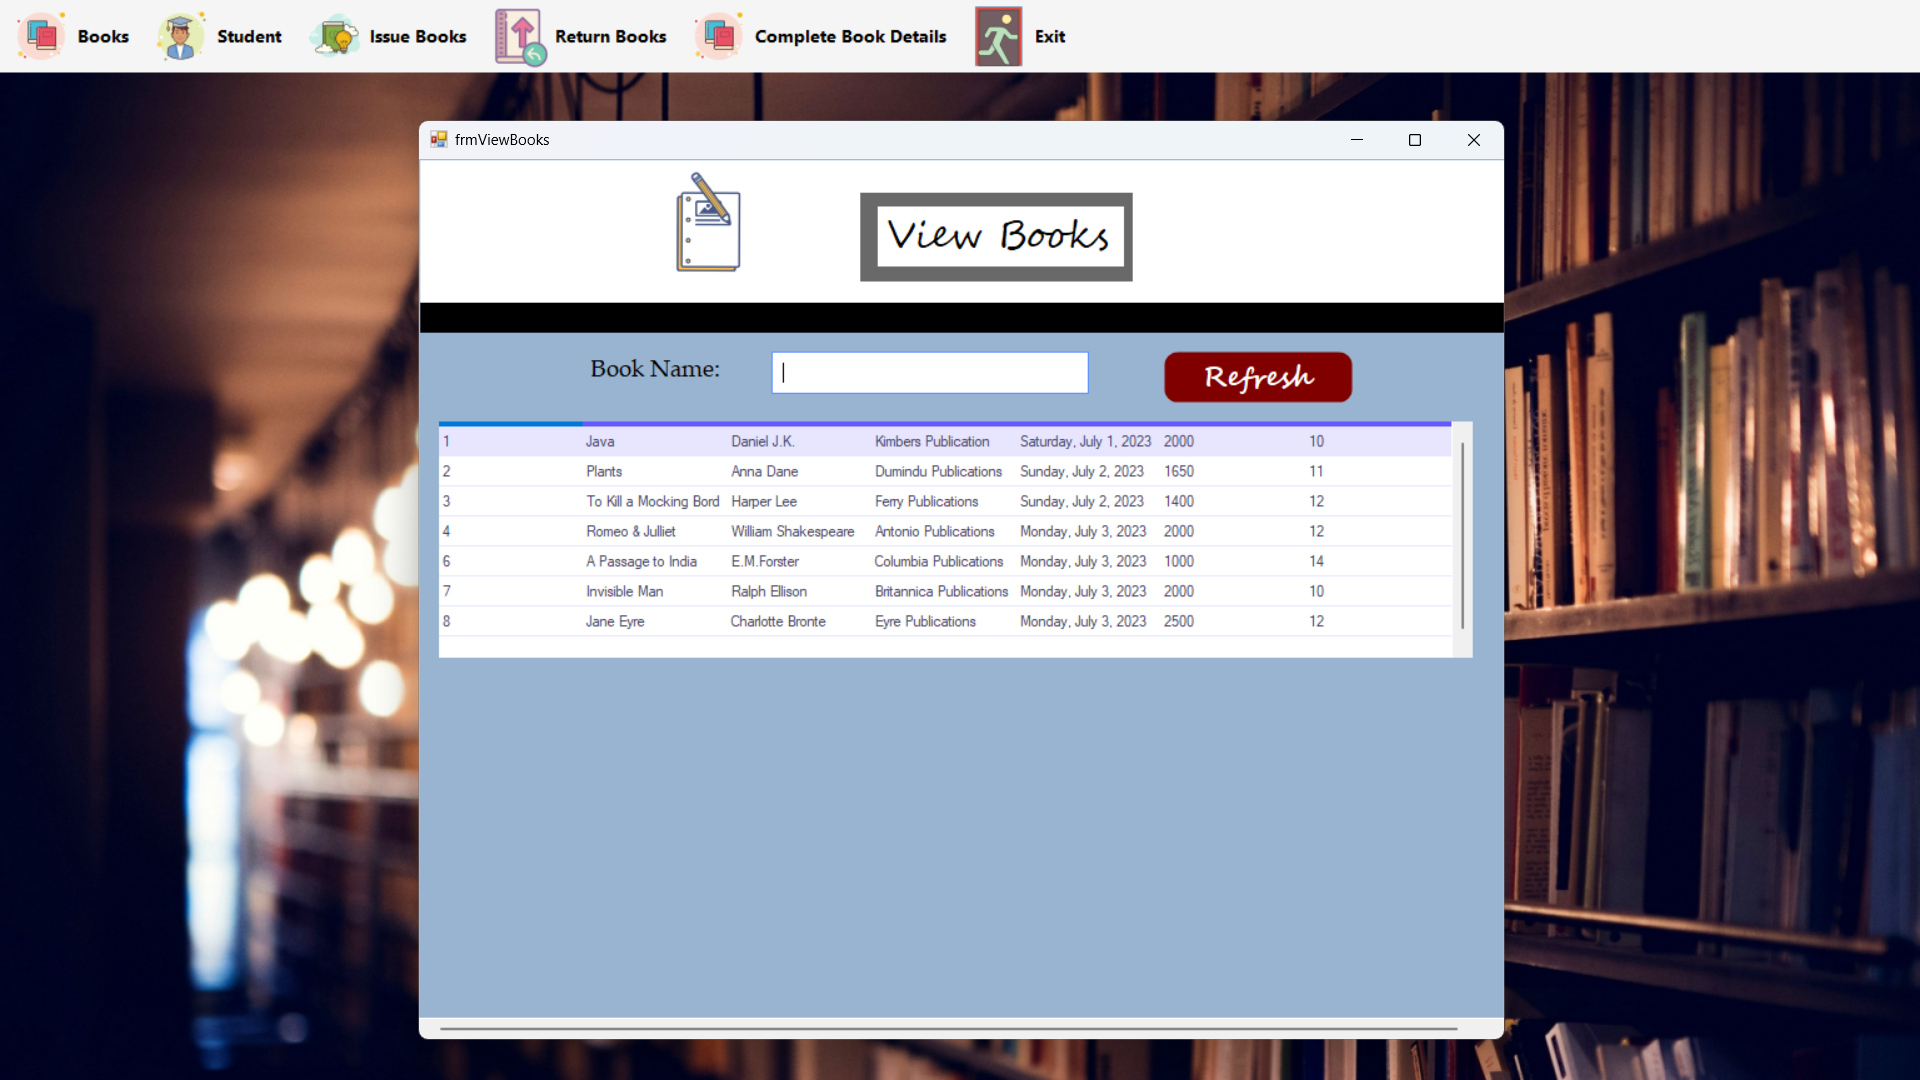 Books Student Issue Books Return Books Complete Book Details Exit
frmViewBooks
View Books
Book Name: Refresh
1 Java Daniel J.K. Kimbers Publication Saturday, July 1, 2023 2000 10
2 Plants Anna Dane Dumindu Publications Sunday, July 2, 2023 1650 11
3 To Kill a Mocking Bord Harper Lee Ferry Publications Sunday, July 2, 2023 1400 12
4 Romeo & Julliet William Shakespeare Antonio Publications Monday, July 3, 2023 2000 12
6 A Passage to India E.M.Forster Columbia Publications Monday, July 3, 2023 1000 14
7 Invisible Man Ralph Ellison Britannica Publications Monday, July 3, 2023 2000 10
8 Jane Eyre Charlotte Bronte Eyre Publications Monday, July 3, 2023 2500 12